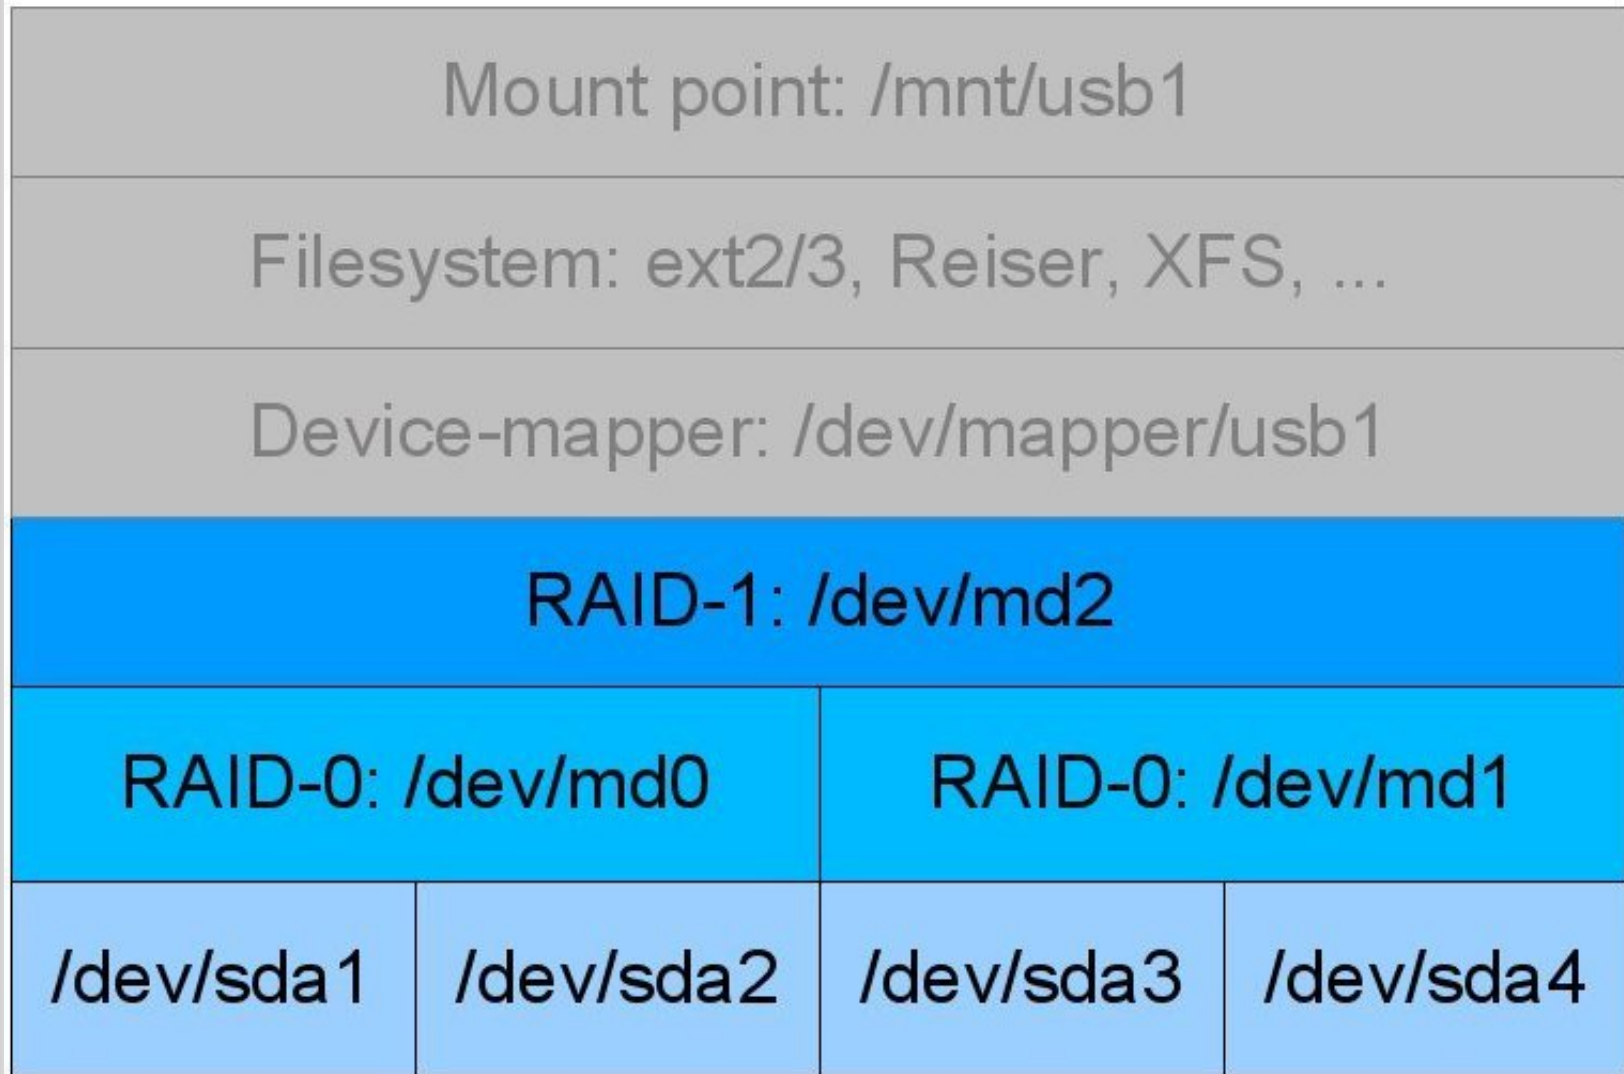 Mount point: /mnt/usb1
Filesystem: ext2/3, Reiser, XFS, ...
Device-mapper: /dev/mapper/usb1
RAID-1: /dev/md2
RAID-0: /dev/md0
RAID-0: /dev/md1
/dev/sda1
/dev/sda2
/dev/sda3
/dev/sda4